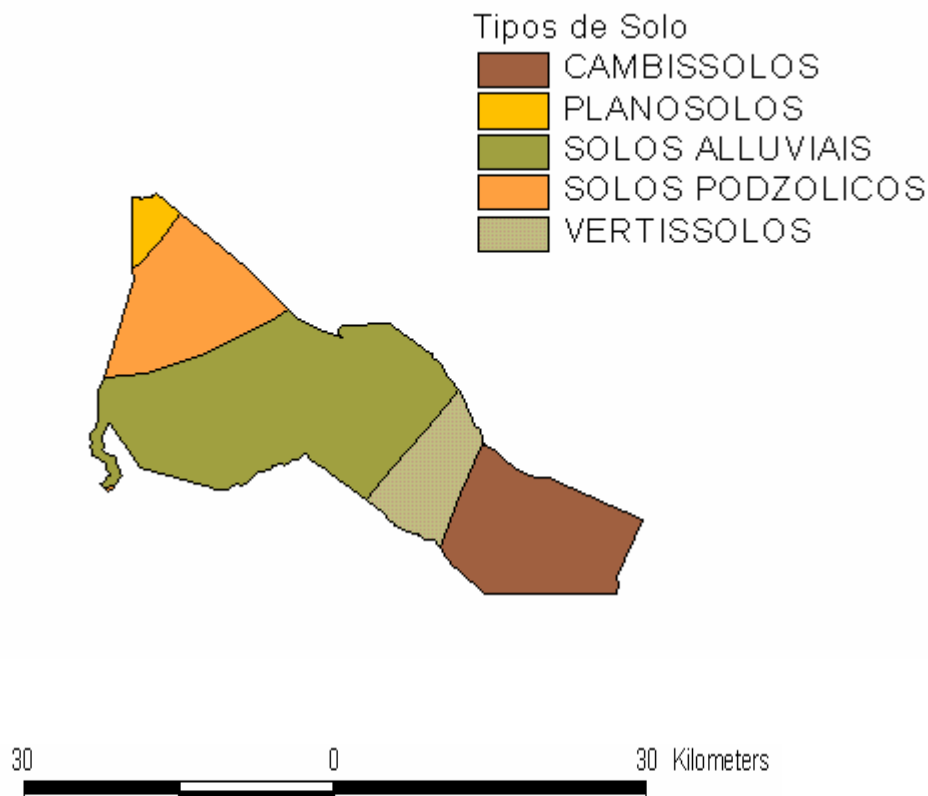 Tipos de Solo
CAMBISSOLOS
PLANOSOLOS
SOLOS ALLUVIAIS
SOLOS PODZOLICOS
VERTISSOLOS
30 0 30 Kilometers